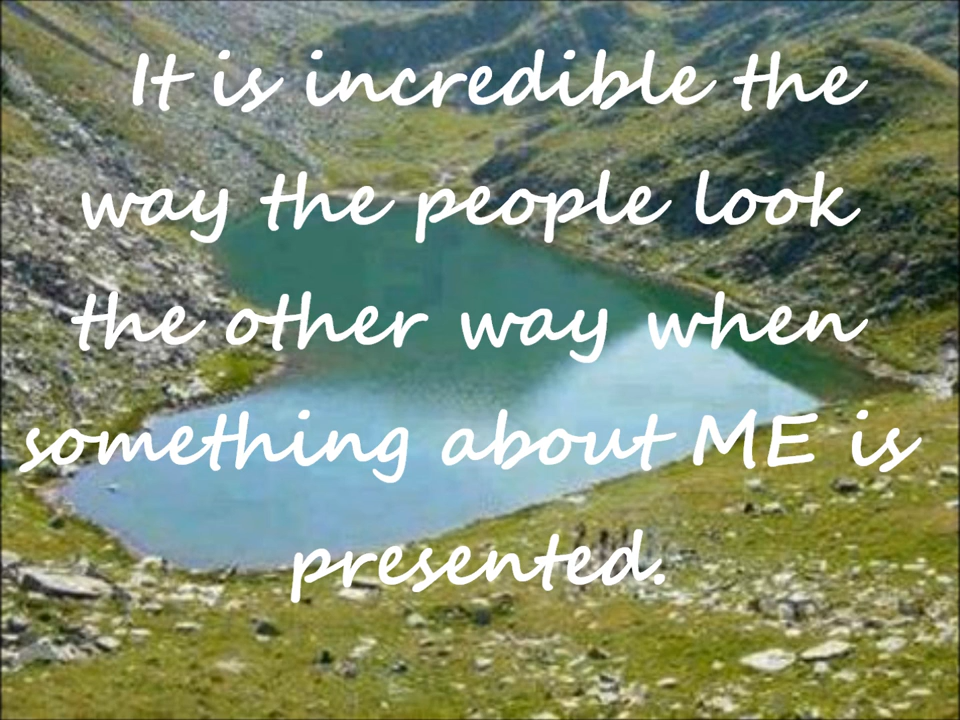 It is incredible the
way the people look
the other way when
something about ME is
presented.